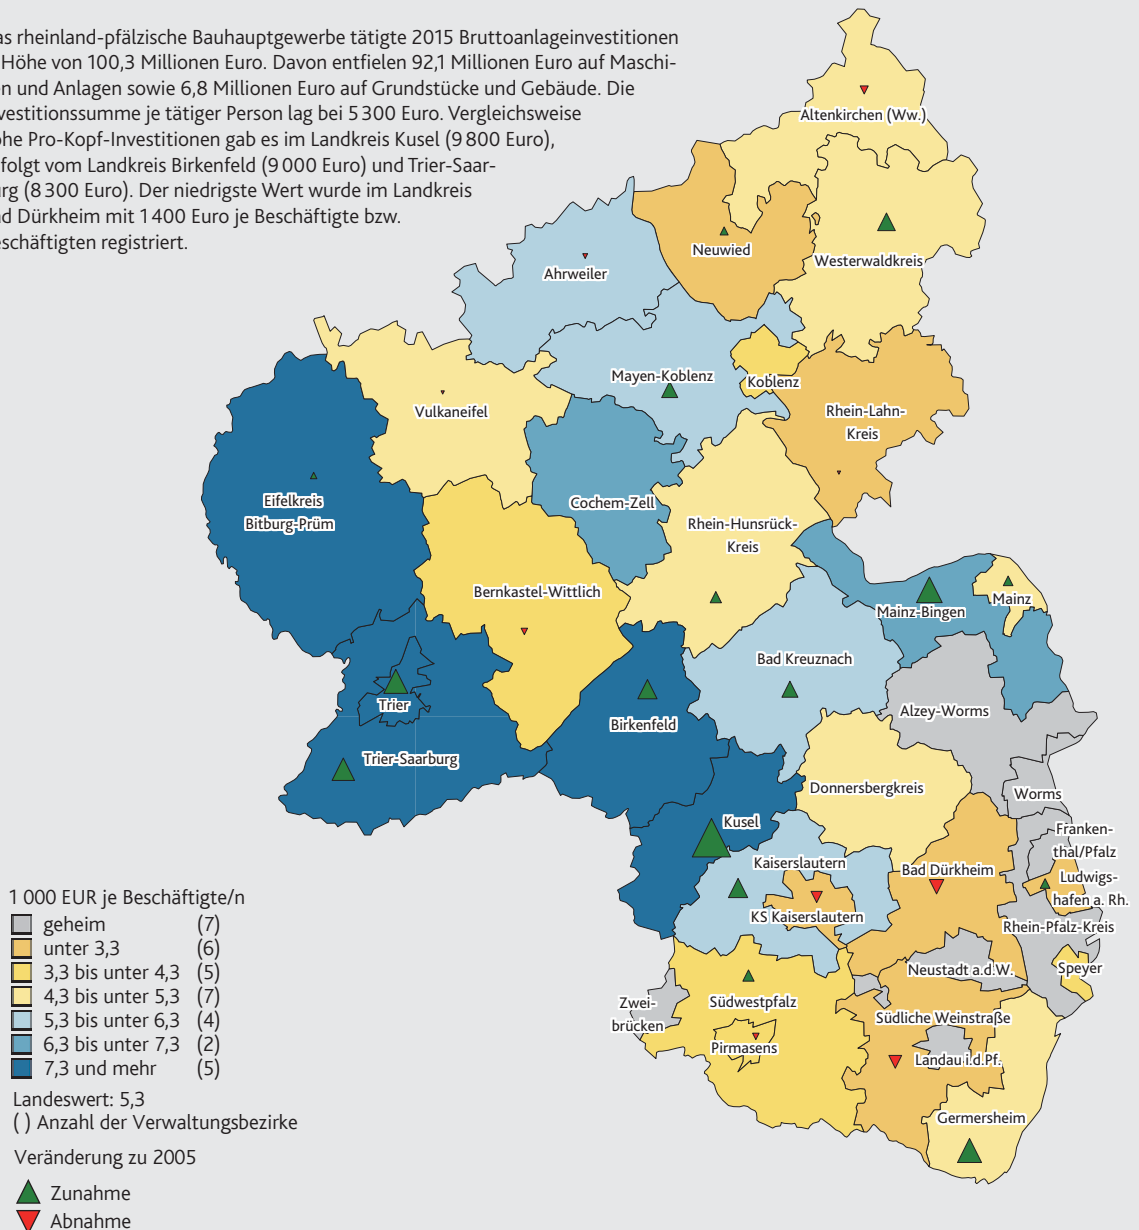 as rheinland-pfälzische Bauhauptgewerbe tätigte 2015 Bruttoanlageinvestitionen
Höhe von 100,3 Millionen Euro. Davon entfielen 92,1 Millionen Euro auf Maschi-
en und Anlagen sowie 6,8 Millionen Euro auf Grundstücke und Gebäude. Die
vestitionssumme je tätiger Person lag bei 5 300 Euro. Vergleichsweise
ohe Pro-Kopf-Investitionen gab es im Landkreis Kusel (9 800 Euro),
folgt vom Landkreis Birkenfeld (9 000 Euro) und Trier-Saar-
urg (8 300 Euro). Der niedrigste Wert wurde im Landkreis
ad Dürkheim mit 1 400 Euro je Beschäftigte bzw.
eschäftigten registriert.
Altenkirchen (Ww.)
Neuwied
Westerwaldkreis
Ahrweiler
Mayen-Koblenz
Koblenz
Vulkaneifel
Rhein-Lahn-
Kreis
Eifelkreis
Bitburg-Prüm
Cochem-Zell
Rhein-Hunsrück-
Kreis
Bernkastel-Wittlich
Mainz-Bingen
Mainz
Bad Kreuznach
Trier
Birkenfeld
Alzey-Worms
Trier-Saarburg
Donnersbergkreis
Worms
Kusel
Franken-
thal/Pfalz
Kaiserslautern
Bad Dürkheim
Ludwigs-
hafen a. Rh.
KS Kaiserslautern
Rhein-Pfalz-Kreis
Neustadt a.d.W.
Speyer
Zwei-
brücken
Südwestpfalz
Südliche Weinstraße
Pirmasens
Landau i.d.Pf.
Germersheim
1 000 EUR je Beschäftigte/n
geheim (7)
unter 3,3 (6)
3,3 bis unter 4,3 (5)
4,3 bis unter 5,3 (7)
5,3 bis unter 6,3 (4)
6,3 bis unter 7,3 (2)
7,3 und mehr (5)
Landeswert: 5,3
( ) Anzahl der Verwaltungsbezirke
Veränderung zu 2005
Zunahme
Abnahme